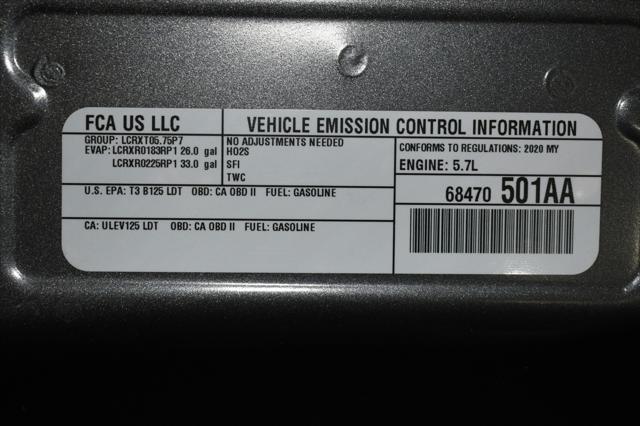 FCA US LLC
VEHICLE EMISSION CONTROL INFORMATION
GROUP: LCRXT05.75P7
EVAP: LCRXR0183RP1 26.0 gal
LCRXR0225RP1 33.0 gal
NO ADJUSTMENTS NEEDED
HO2S
SFI
TWC
CONFORMS TO REGULATIONS: 2020 MY
ENGINE: 5.7L
U.S. EPA: T3 B125 LDT OBD: CA OBD II FUEL: GASOLINE
68470 501AA
CA: ULEV125 LDT OBD: CA OBD II FUEL: GASOLINE